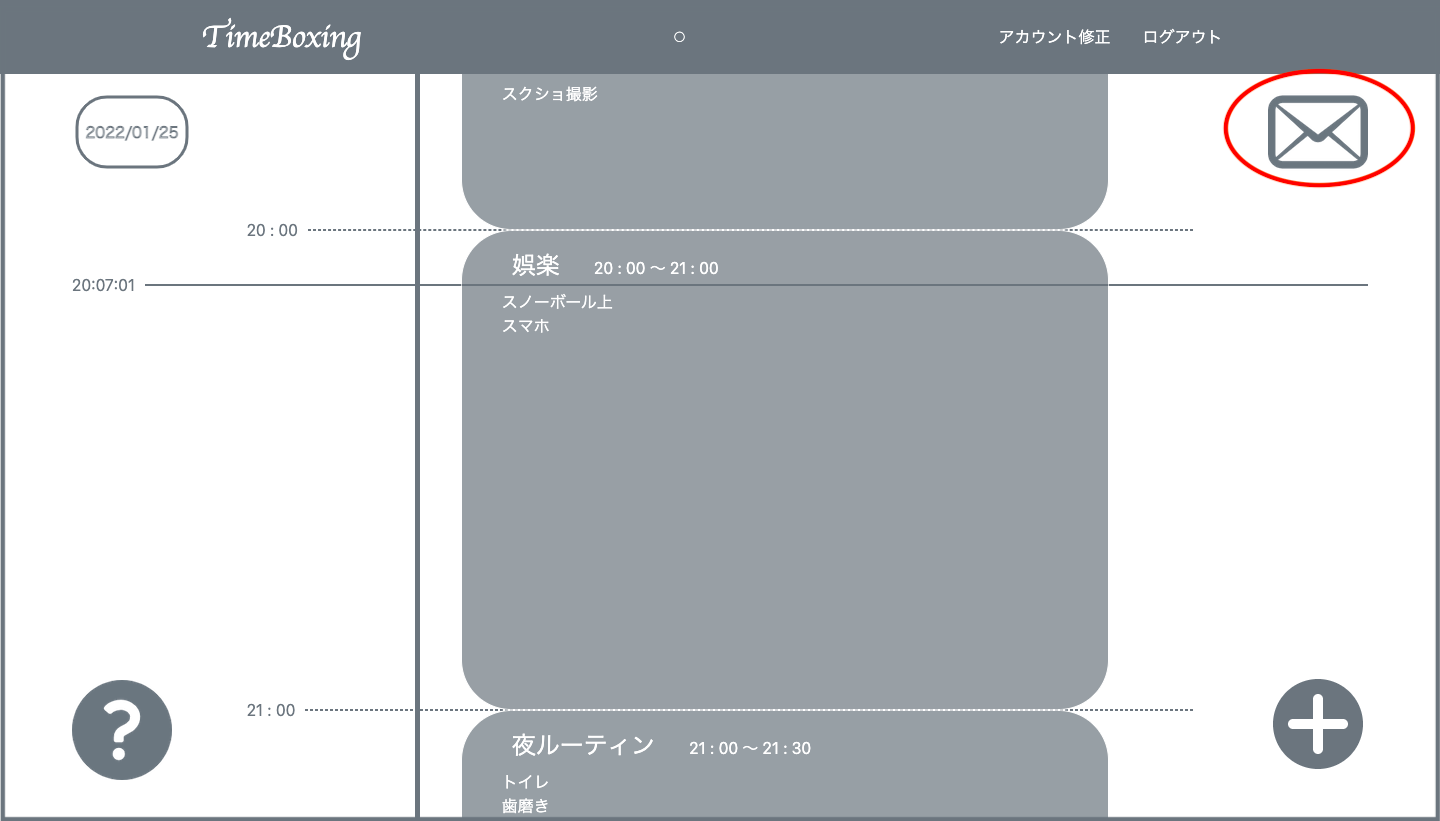 TimeBoxing
○
アカウント修正
ログアウト
スクショ撮影
2022/01/25
20 : 00
娯楽 20 : 00 〜 21 : 00
20:07:01
スノーボール上
スマホ
?
21 : 00
夜ルーティン 21 : 00 〜 21 : 30
トイレ
歯磨き